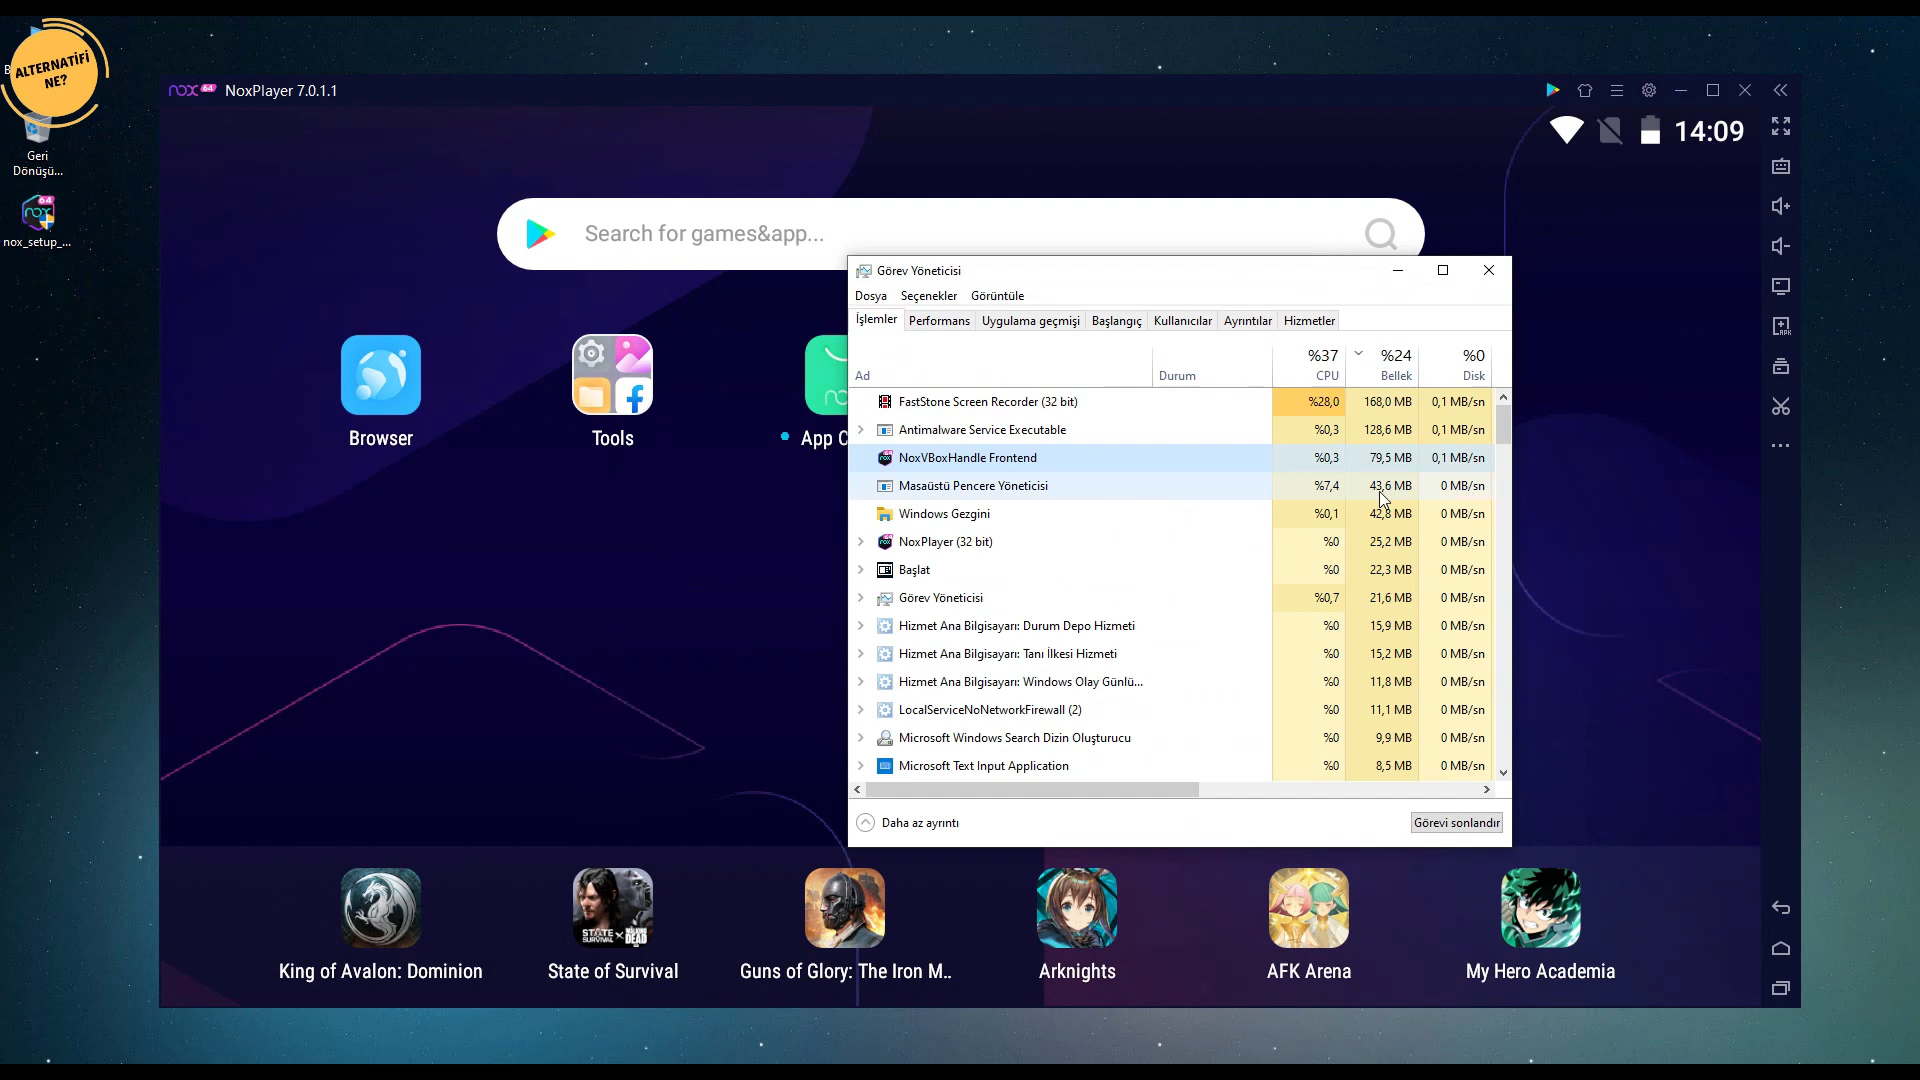 ALTERNATİFİ
NE?
B
Geri
Dönüşü...
64
nox
nox_setup_...
nox 64 NoxPlayer 7.0.1.1
14:09
Search for games&app...
Browser
Tools
App C
Görev Yöneticisi
Dosya Seçenekler Görüntüle
İşlemler Performans Uygulama geçmişi Başlangıç Kullanıcılar Ayrıntılar Hizmetler
%37 %24 %0
Ad Durum CPU Bellek Disk
FastStone Screen Recorder (32 bit) %28,0 168,0 MB 0,1 MB/sn
Antimalware Service Executable %0,3 128,6 MB 0,1 MB/sn
NoxVBoxHandle Frontend %0,3 79,5 MB 0,1 MB/sn
Masaüstü Pencere Yöneticisi %7,4 43,6 MB 0 MB/sn
Windows Gezgini %0,1 42,8 MB 0 MB/sn
NoxPlayer (32 bit) %0 25,2 MB 0 MB/sn
Başlat %0 22,3 MB 0 MB/sn
Görev Yöneticisi %0,7 21,6 MB 0 MB/sn
Hizmet Ana Bilgisayarı: Durum Depo Hizmeti %0 15,9 MB 0 MB/sn
Hizmet Ana Bilgisayarı: Tanı İlkesi Hizmeti %0 15,2 MB 0 MB/sn
Hizmet Ana Bilgisayarı: Windows Olay Günlü... %0 11,8 MB 0 MB/sn
LocalServiceNoNetworkFirewall (2) %0 11,1 MB 0 MB/sn
Microsoft Windows Search Dizin Oluşturucu %0 9,9 MB 0 MB/sn
Microsoft Text Input Application %0 8,5 MB 0 MB/sn
Daha az ayrıntı
Görevi sonlandır
STATE SURVIVAL × THE WALKING DEAD
King of Avalon: Dominion
State of Survival
Guns of Glory: The Iron M..
Arknights
AFK Arena
My Hero Academia